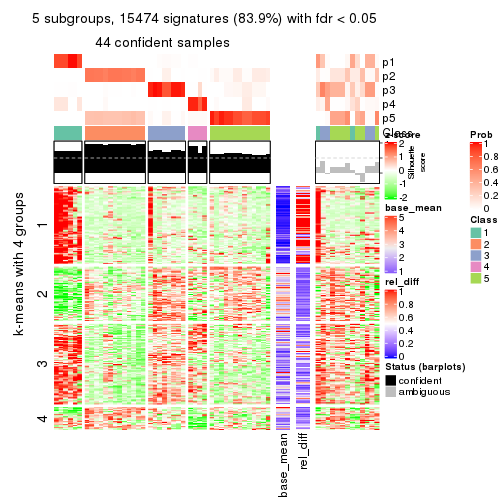 5 subgroups, 15474 signatures (83.9%) with fdr < 0.05
44 confident samples
p1
p2
p3
p4
p5
Class
z-score
2
1
0
-1
-2
Silhouette
score
k-means with 4 groups
1
2
3
4
base_mean
rel_diff
base_mean
5
4
3
2
1
rel_diff
1
0.8
0.6
0.4
0.2
0
Status (barplots)
confident
ambiguous
Prob
1
0.8
0.6
0.4
0.2
0
Class
1
2
3
4
5